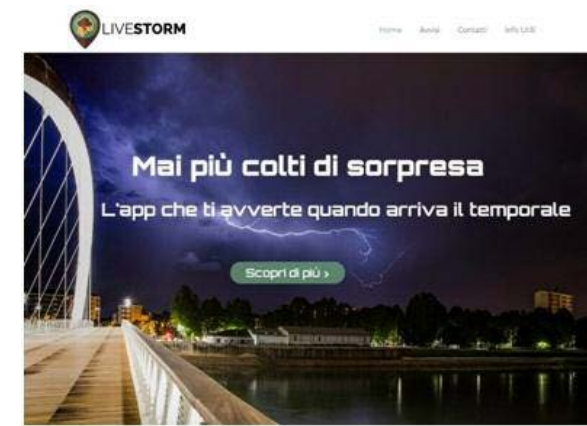 LIVESTORM
Home Avvisi Contatti Info Utili
Mai più colti di sorpresa
L'app che ti avverte quando arriva il temporale
Scopri di più >